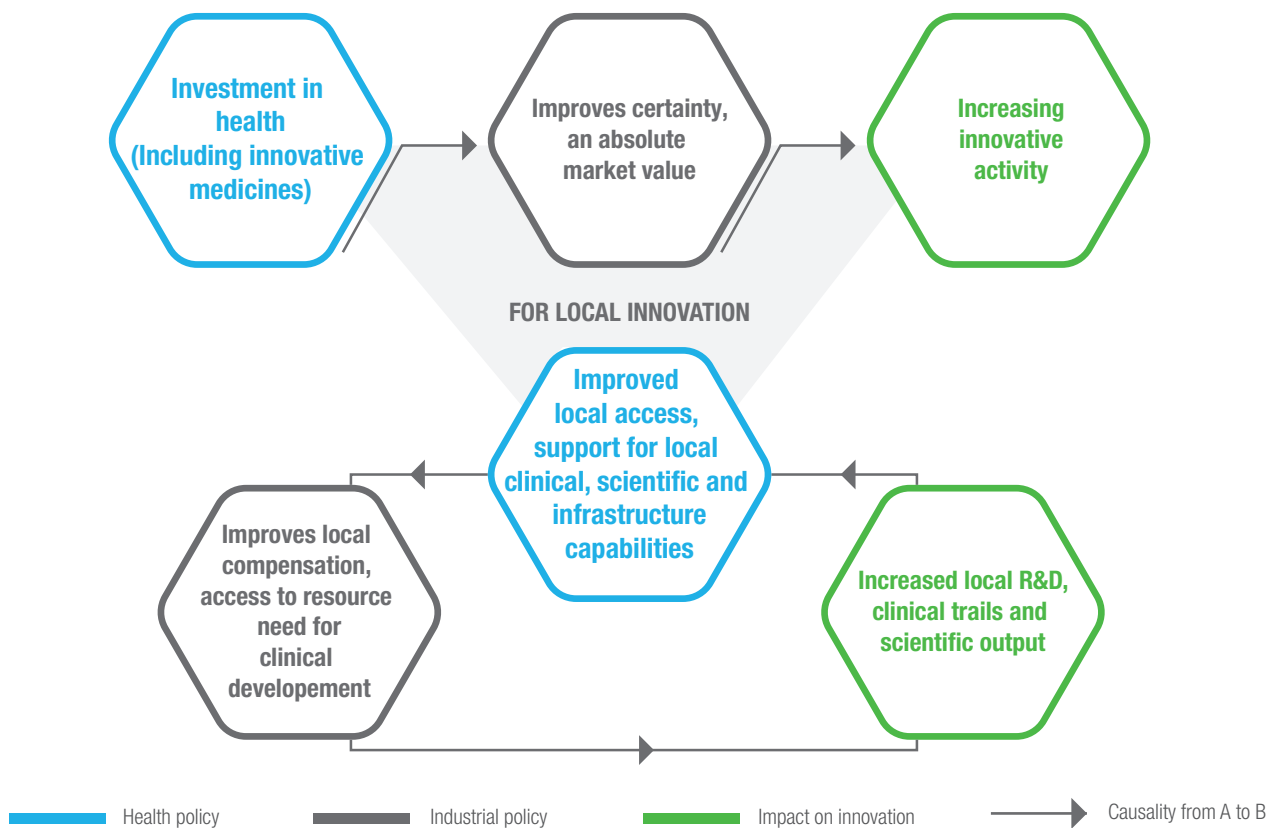 Investment in
health
(Including innovative
medicines)
Improves certainty,
an absolute
market value
Increasing
innovative
activity
FOR LOCAL INNOVATION
Improved
local access,
support for local
clinical, scientific and
infrastructure
capabilities
Improves local
compensation,
access to resource
need for
clinical
developement
Increased local R&D,
clinical trails and
scientific output
Health policy
Industrial policy
Impact on innovation
Causality from A to B